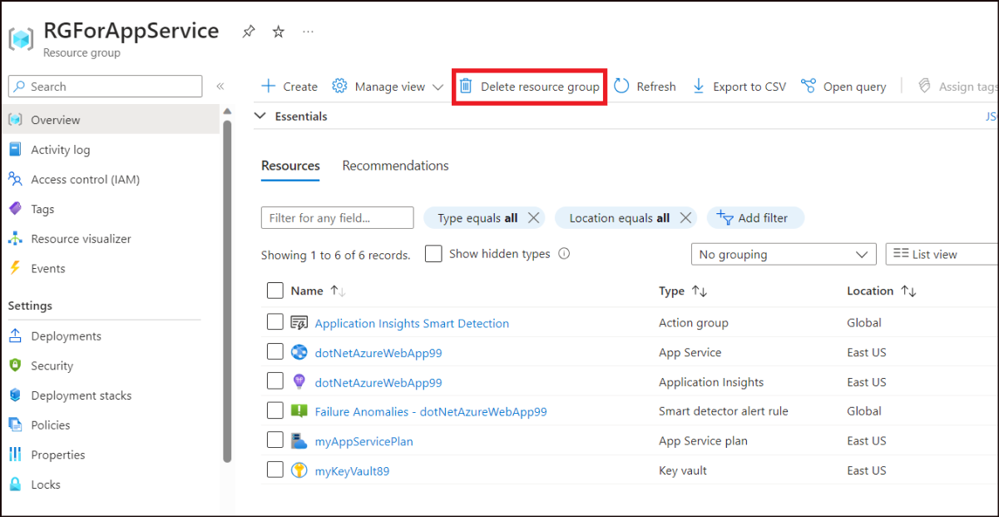 RGForAppService
Resource group
Search
Create Manage view Delete resource group Refresh Export to CSV Open query Assign tags
Essentials
Overview
Activity log
Access control (IAM)
Tags
Resource visualizer
Events
Settings
Deployments
Security
Deployment stacks
Policies
Properties
Locks
Resources Recommendations
Filter for any field... Type equals all Location equals all Add filter
Showing 1 to 6 of 6 records. Show hidden types No grouping List view
Name Type Location
Application Insights Smart Detection Action group Global
dotNetAzureWebApp99 App Service East US
dotNetAzureWebApp99 Application Insights East US
Failure Anomalies - dotNetAzureWebApp99 Smart detector alert rule Global
myAppServicePlan App Service plan East US
myKeyVault89 Key vault East US